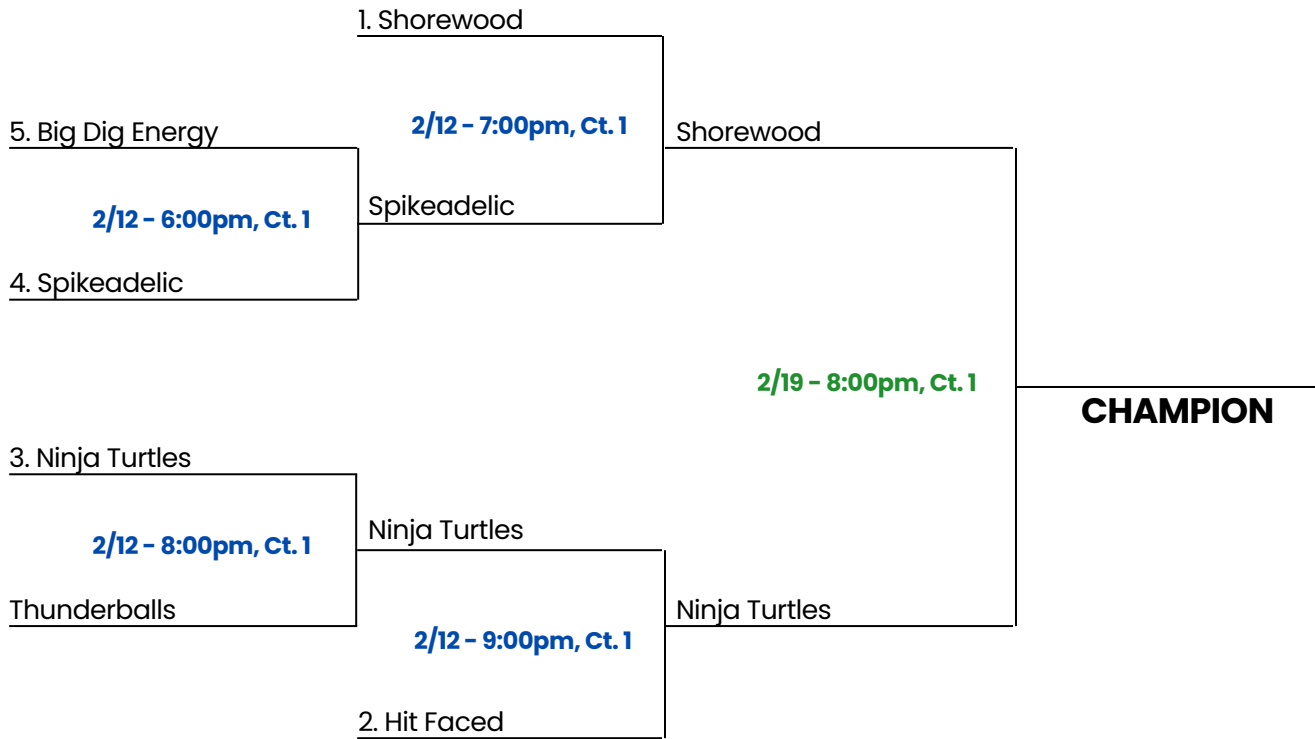 1. Shorewood
2/12 - 7:00pm, Ct. 1
5. Big Dig Energy
Shorewood
Spikeadelic
2/12 - 6:00pm, Ct. 1
4. Spikeadelic
2/19 - 8:00pm, Ct. 1
CHAMPION
3. Ninja Turtles
Ninja Turtles
2/12 - 8:00pm, Ct. 1
Thunderballs
Ninja Turtles
2/12 - 9:00pm, Ct. 1
2. Hit Faced